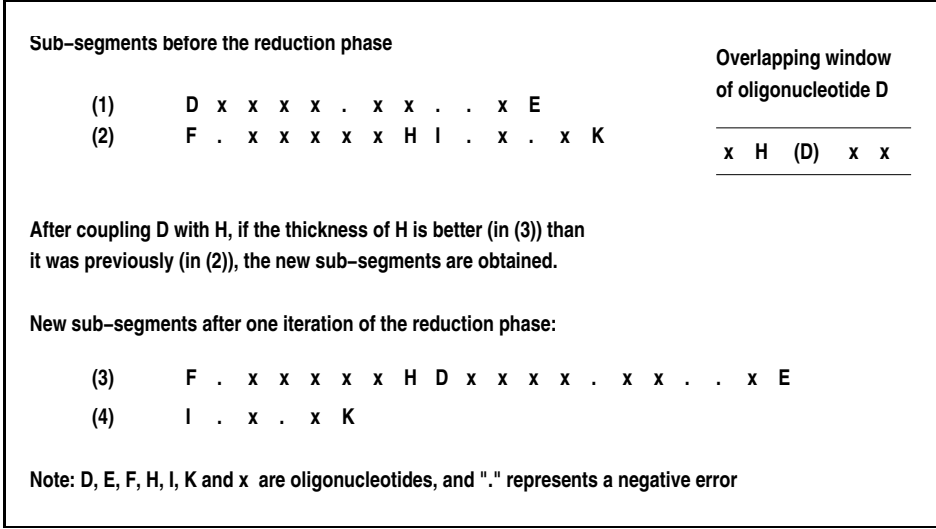 Sub−segments before the reduction phase
Overlapping window
of oligonucleotide D
(1) D x x x x . x x . . x E
(2) F . x x x x x H I . x . x K
x H (D) x x
After coupling D with H, if the thickness of H is better (in (3)) than
it was previously (in (2)), the new sub−segments are obtained.
New sub−segments after one iteration of the reduction phase:
(3) F . x x x x x H D x x x x . x x . . x E
(4) I . x . x K
Note: D, E, F, H, I, K and x are oligonucleotides, and "." represents a negative error